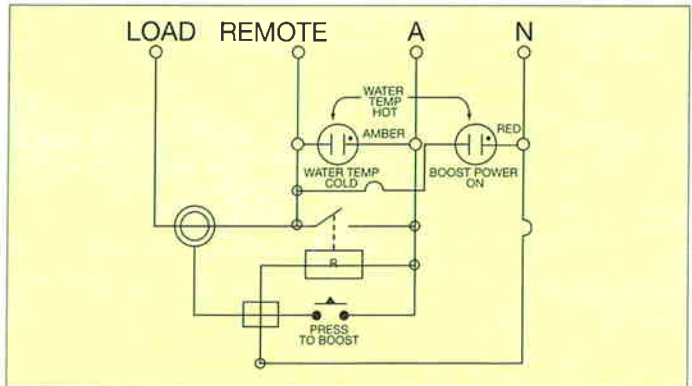 LOAD REMOTE A N
WATER
TEMP
HOT
AMBER
RED
WATER TEMP
COLD
BOOST POWER
ON
R
PRESS
TO BOOST